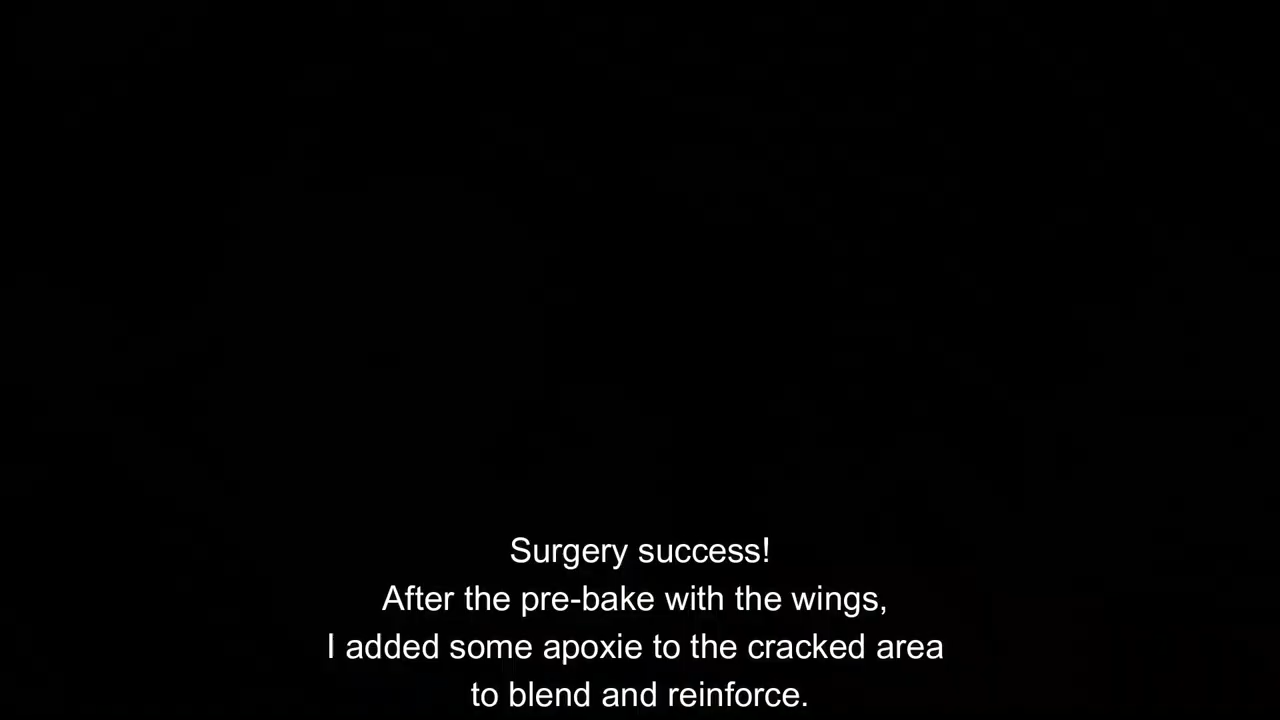 Surgery success!
After the pre-bake with the wings,
I added some apoxie to the cracked area
to blend and reinforce.